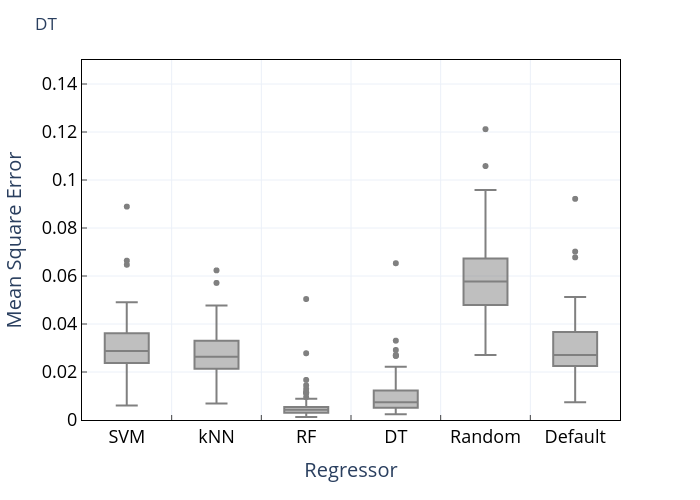 DT
0.14
0.12
0.1
0.08
0.06
0.04
0.02
0
Mean Square Error
SVM kNN RF DT Random Default
Regressor